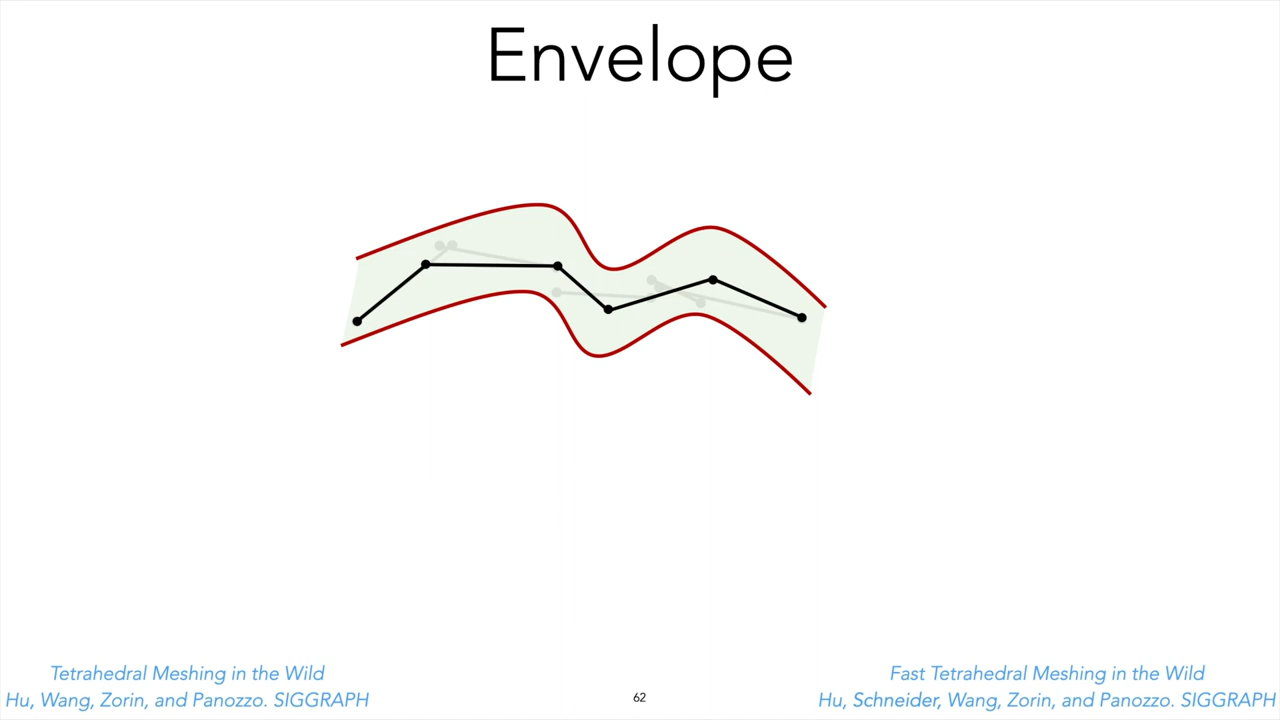 Envelope
Tetrahedral Meshing in the Wild
Hu, Wang, Zorin, and Panozzo. SIGGRAPH
62
Fast Tetrahedral Meshing in the Wild
Hu, Schneider, Wang, Zorin, and Panozzo. SIGGRAPH